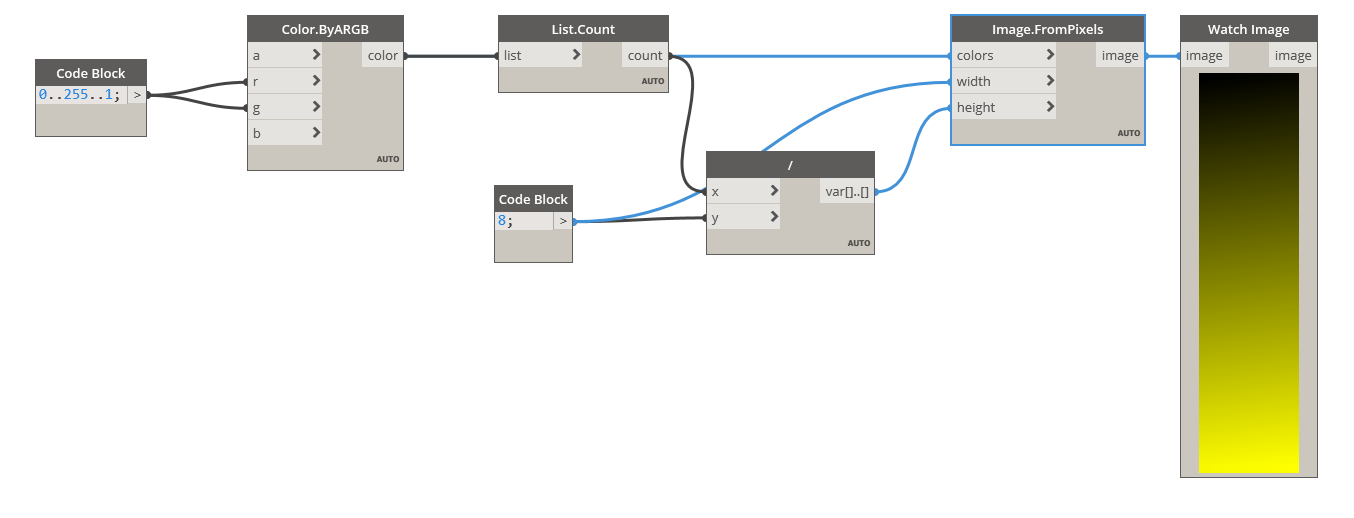 Code Block
0..255..1; >
Color.ByARGB
a > color
r >
g >
b >
AUTO
List.Count
list > count
AUTO
Code Block
8; >
/
x > var[]..[]
y >
AUTO
Image.FromPixels
colors > image
width >
height >
AUTO
Watch Image
image image